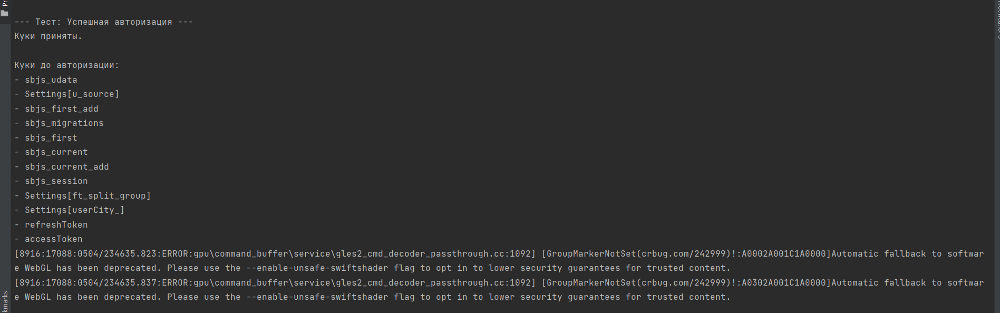 Pr
--- Тест: Успешная авторизация ---
Куки приняты.
Куки до авторизации:
- sbjs_udata
- Settings[u_source]
- sbjs_first_add
- sbjs_migrations
- sbjs_first
- sbjs_current
- sbjs_current_add
- sbjs_session
- Settings[ft_split_group]
- Settings[userCity_]
- refreshToken
- accessToken
[8916:17088:0504/234635.823:ERROR:gpu\command_buffer\service\gles2_cmd_decoder_passthrough.cc:1092] [GroupMarkerNotSet(crbug.com/242999)!:A0002A001C1A0000]Automatic fallback to softwar
e WebGL has been deprecated. Please use the --enable-unsafe-swiftshader flag to opt in to lower security guarantees for trusted content.
[8916:17088:0504/234635.837:ERROR:gpu\command_buffer\service\gles2_cmd_decoder_passthrough.cc:1092] [GroupMarkerNotSet(crbug.com/242999)!:A0302A001C1A0000]Automatic fallback to softwar
e WebGL has been deprecated. Please use the --enable-unsafe-swiftshader flag to opt in to lower security guarantees for trusted content.
kmarks
Notifications